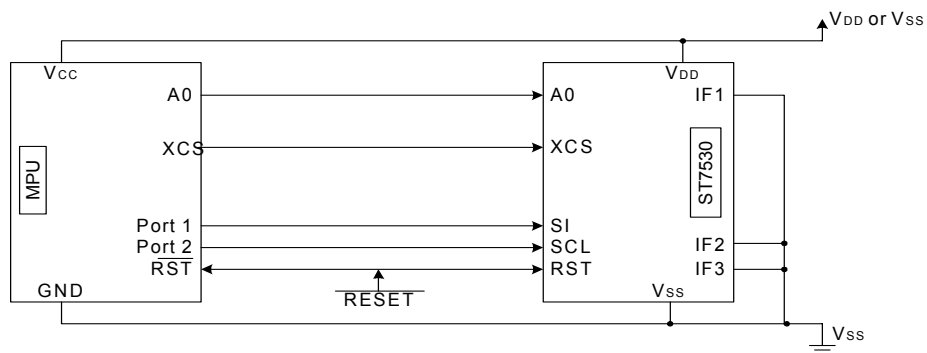 VDD or VSS
VCC
VDD
A0
A0
IF1
XCS
XCS
MPU
ST7530
Port 1
SI
Port 2
SCL
IF2
RST
RST
IF3
GND
RESET
VSS
VSS